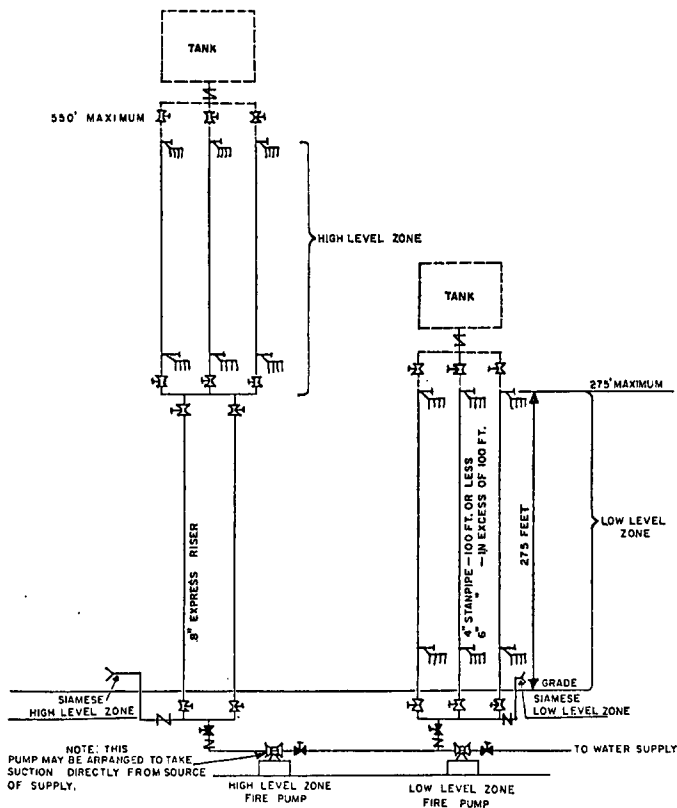 TANK
550' MAXIMUM
HIGH LEVEL ZONE
TANK
275' MAXIMUM
4" STANPIPE—100 FT. OR LESS
6" " —IN EXCESS OF 100 FT.
275 FEET
LOW LEVEL
ZONE
8" EXPRESS RISER
GRADE
SIAMESE
HIGH LEVEL ZONE
SIAMESE
LOW LEVEL ZONE
NOTE: THIS
PUMP MAY BE ARRANGED TO TAKE
SUCTION DIRECTLY FROM SOURCE
OF SUPPLY.
TO WATER SUPPLY
HIGH LEVEL ZONE
FIRE PUMP
LOW LEVEL ZONE
FIRE PUMP